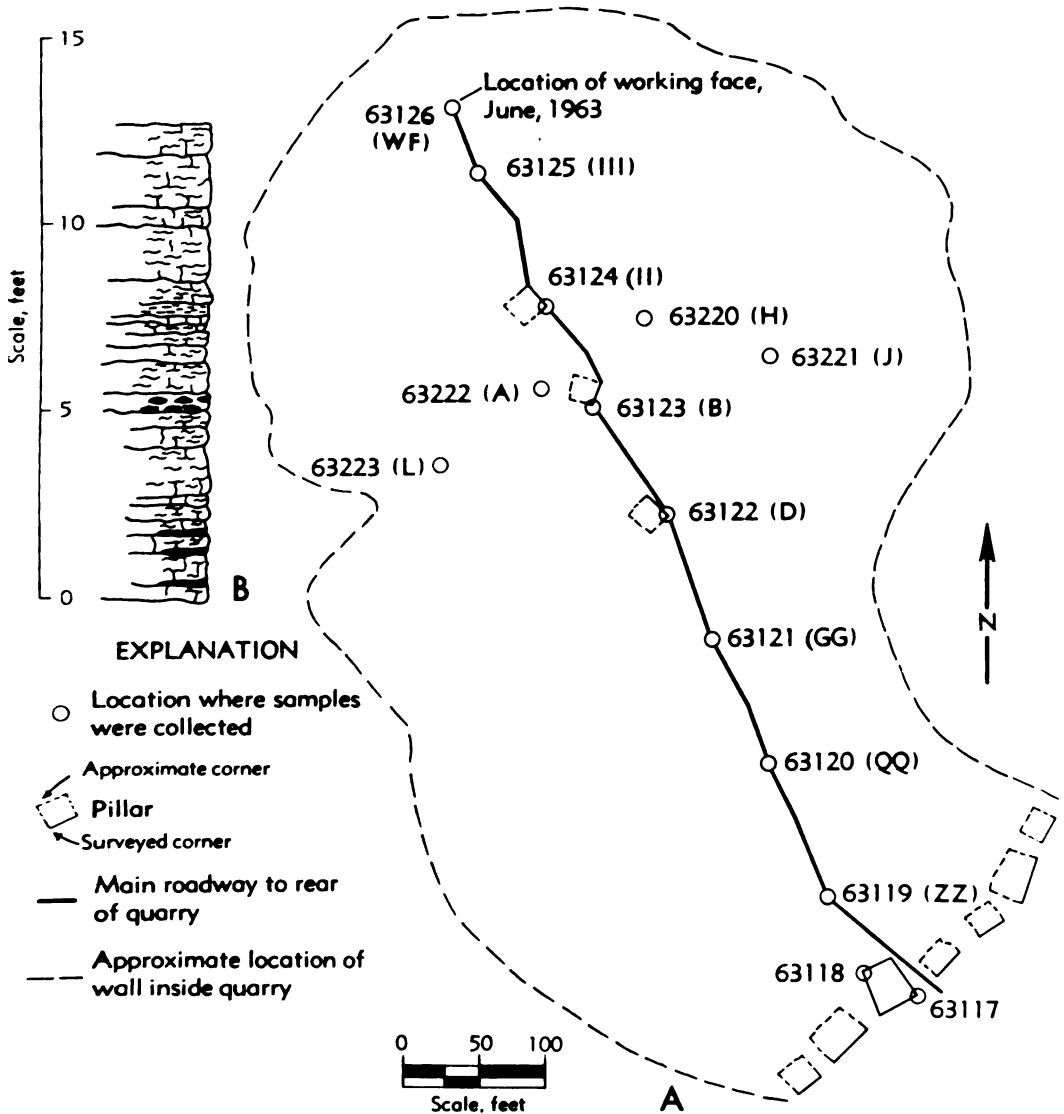 15
10
5
0
Scale, feet
B
Location of working face,
June, 1963
63126
(WF)
63125 (III)
63124 (II)
63220 (H)
63221 (J)
63222 (A)
63123 (B)
63223 (L)
63122 (D)
63121 (GG)
63120 (QQ)
63119 (ZZ)
63118
63117
N
EXPLANATION
Location where samples
were collected
Approximate corner
Pillar
Surveyed corner
Main roadway to rear
of quarry
Approximate location of
wall inside quarry
0 50 100
Scale, feet
A